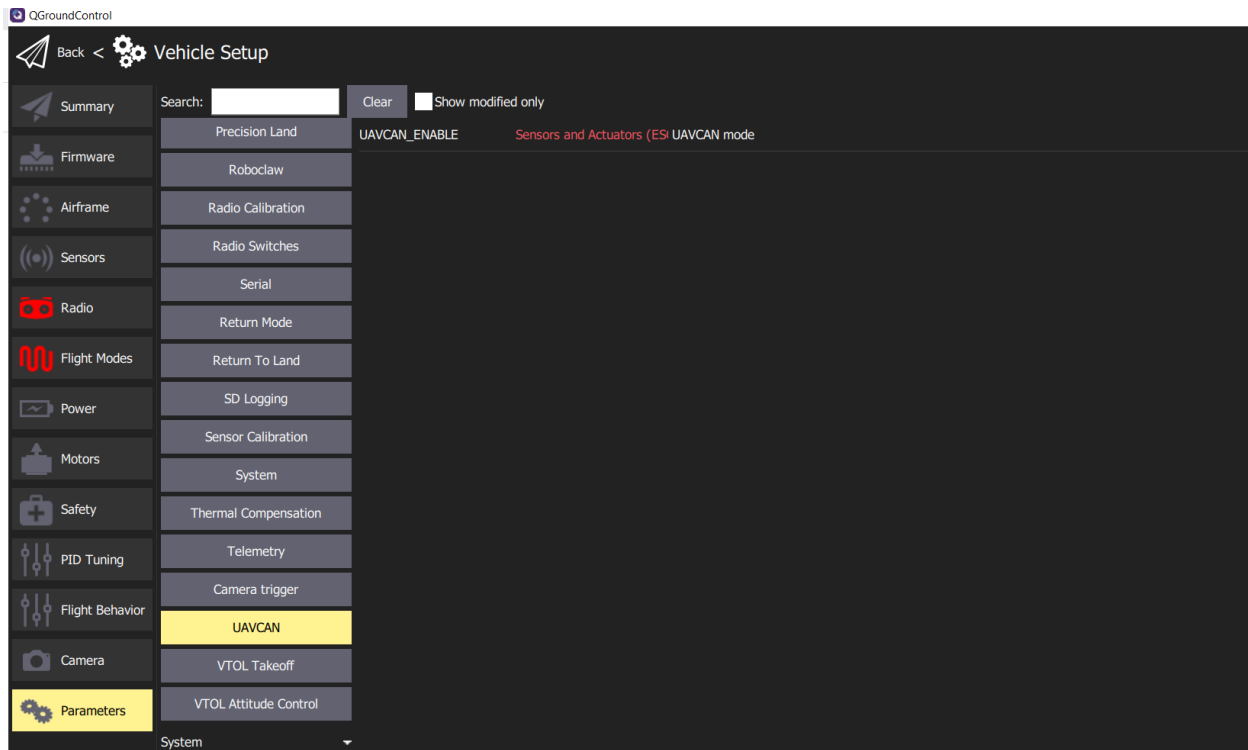 QGroundControl
Back < Vehicle Setup
Summary
Firmware
Airframe
Sensors
Radio
Flight Modes
Power
Motors
Safety
PID Tuning
Flight Behavior
Camera
Parameters
Search: Clear Show modified only
Precision Land
Roboclaw
Radio Calibration
Radio Switches
Serial
Return Mode
Return To Land
SD Logging
Sensor Calibration
System
Thermal Compensation
Telemetry
Camera trigger
UAVCAN
VTOL Takeoff
VTOL Attitude Control
System
UAVCAN_ENABLE Sensors and Actuators (ES UAVCAN mode